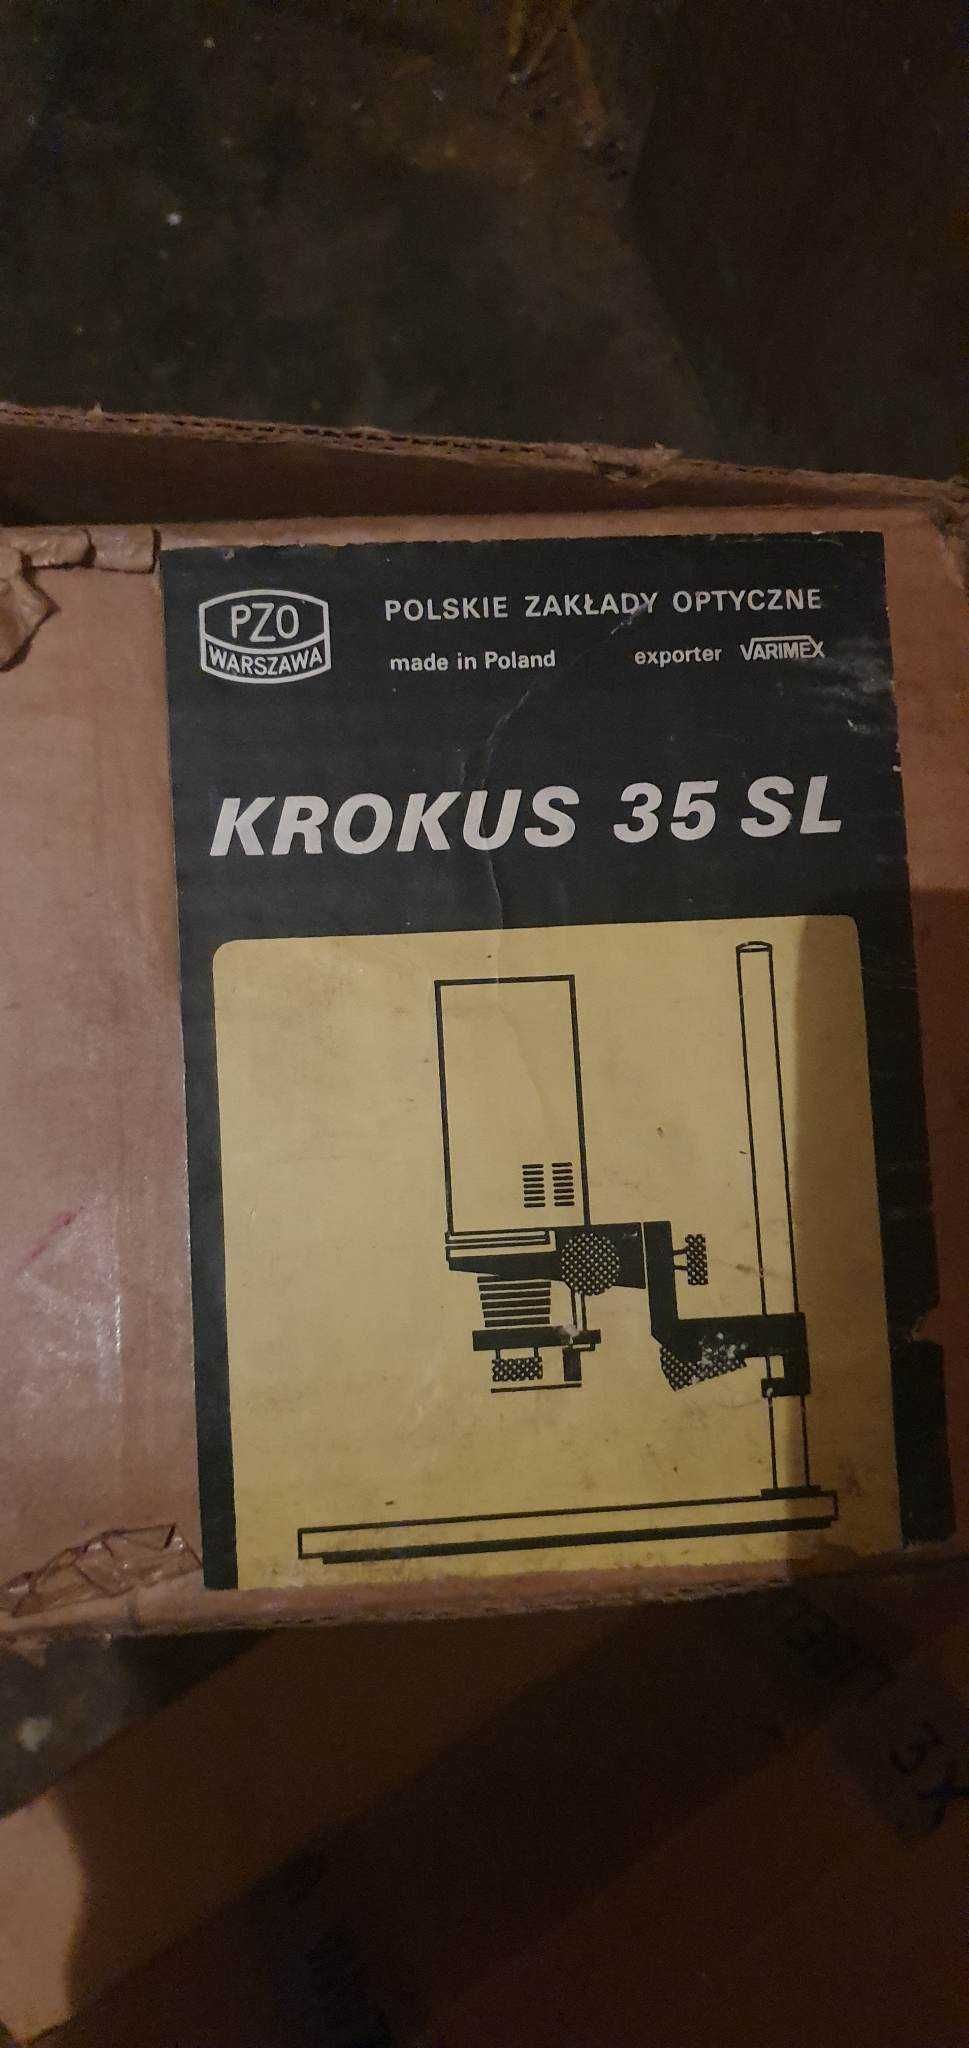 PZO
WARSZAWA
POLSKIE ZAKŁADY OPTYCZNE
made in Poland exporter VARIMEX
KROKUS 35 SL